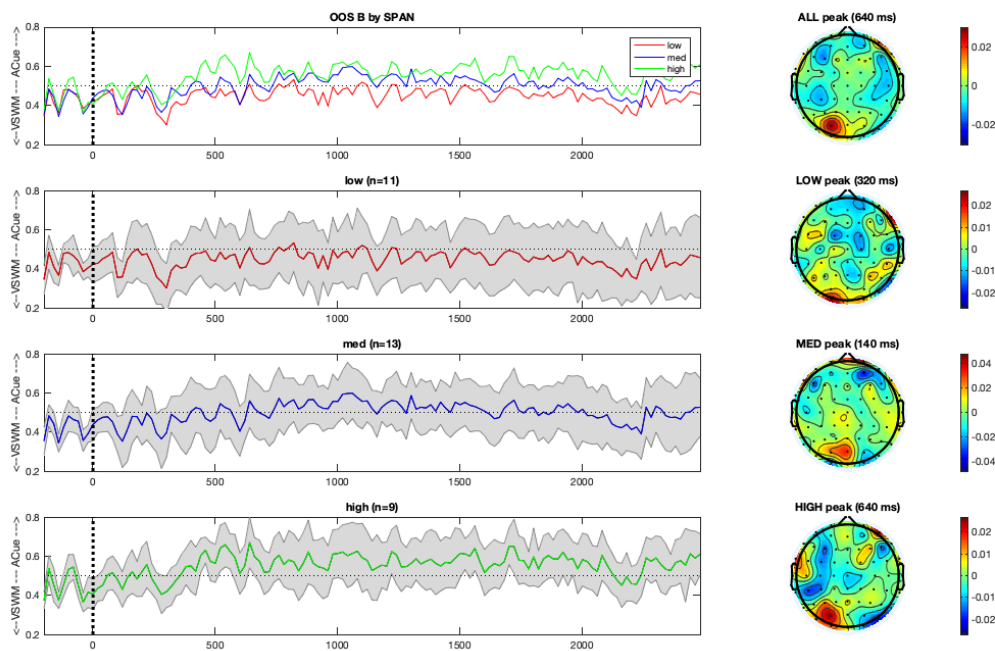 OOS B by SPAN
<--VSWM --- ACue --->
0.8
0.6
0.4
0.2
low
med
high
0 500 1000 1500 2000
ALL peak (640 ms)
0.02
0
-0.02
low (n=11)
<--VSWM --- ACue --->
0.8
0.6
0.4
0.2
0 500 1000 1500 2000
LOW peak (320 ms)
0.02
0.01
0
-0.01
-0.02
med (n=13)
<--VSWM --- ACue --->
0.8
0.6
0.4
0.2
0 500 1000 1500 2000
MED peak (140 ms)
0.04
0.02
0
-0.02
-0.04
high (n=9)
<--VSWM --- ACue --->
0.8
0.6
0.4
0.2
0 500 1000 1500 2000
HIGH peak (640 ms)
0.02
0.01
0
-0.01
-0.02